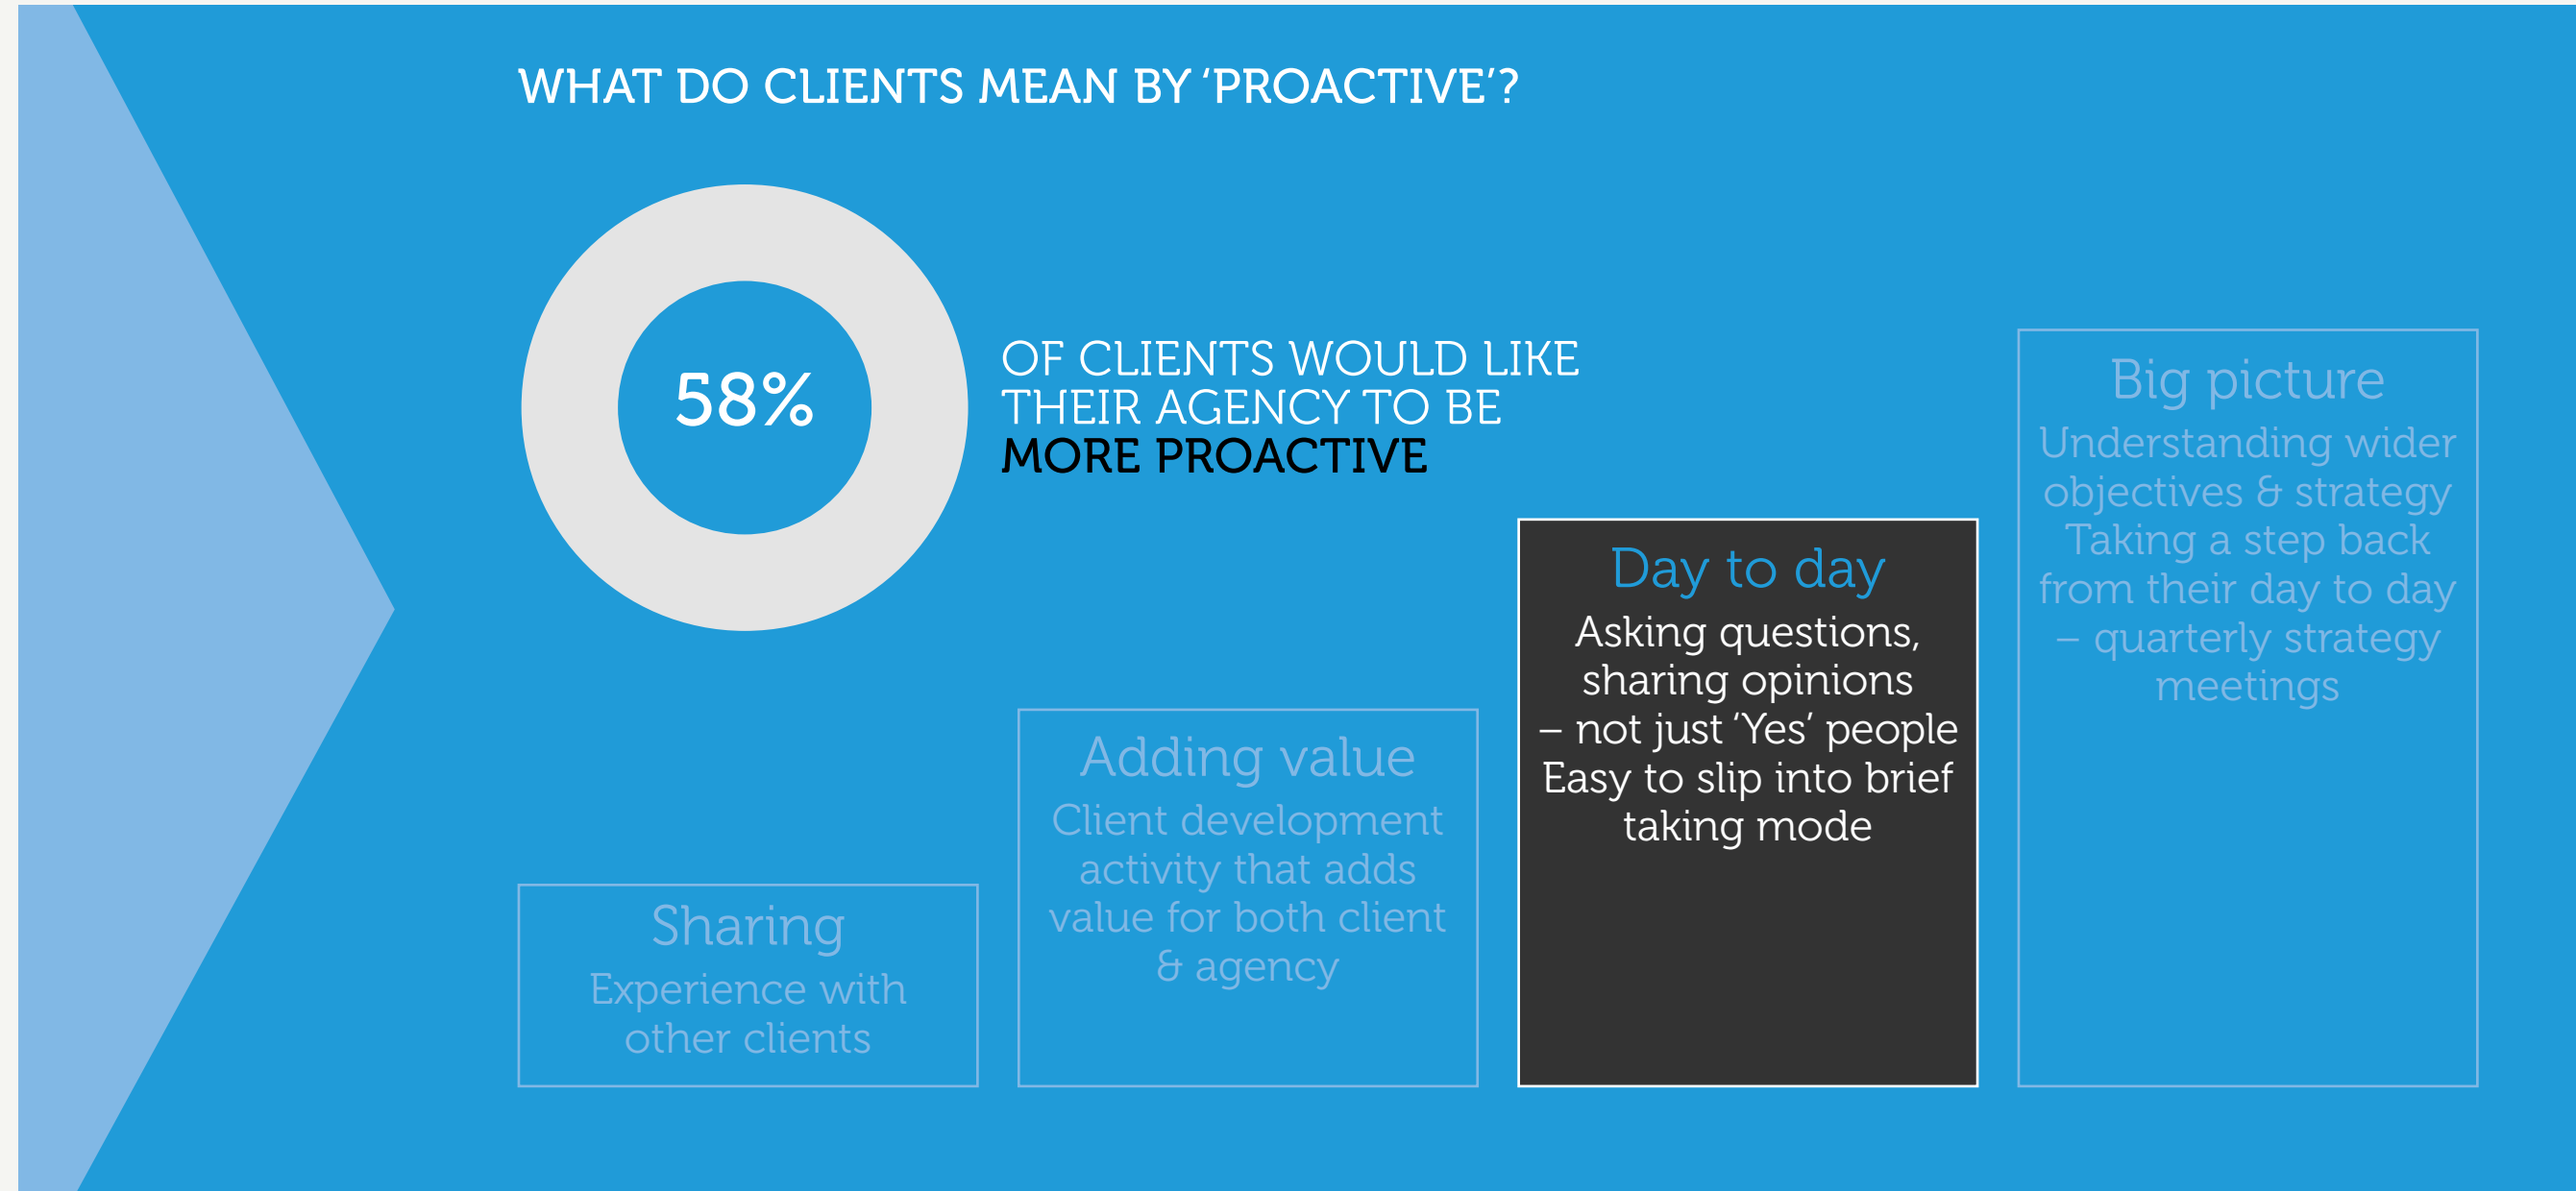 WHAT DO CLIENTS MEAN BY ‘PROACTIVE’?
58%
OF CLIENTS WOULD LIKE
THEIR AGENCY TO BE
MORE PROACTIVE
Sharing
Experience with
other clients
Adding value
Client development
activity that adds
value for both client
& agency
Day to day
Asking questions,
sharing opinions
– not just ‘Yes’ people
Easy to slip into brief
taking mode
Big picture
Understanding wider
objectives & strategy
Taking a step back
from their day to day
– quarterly strategy
meetings